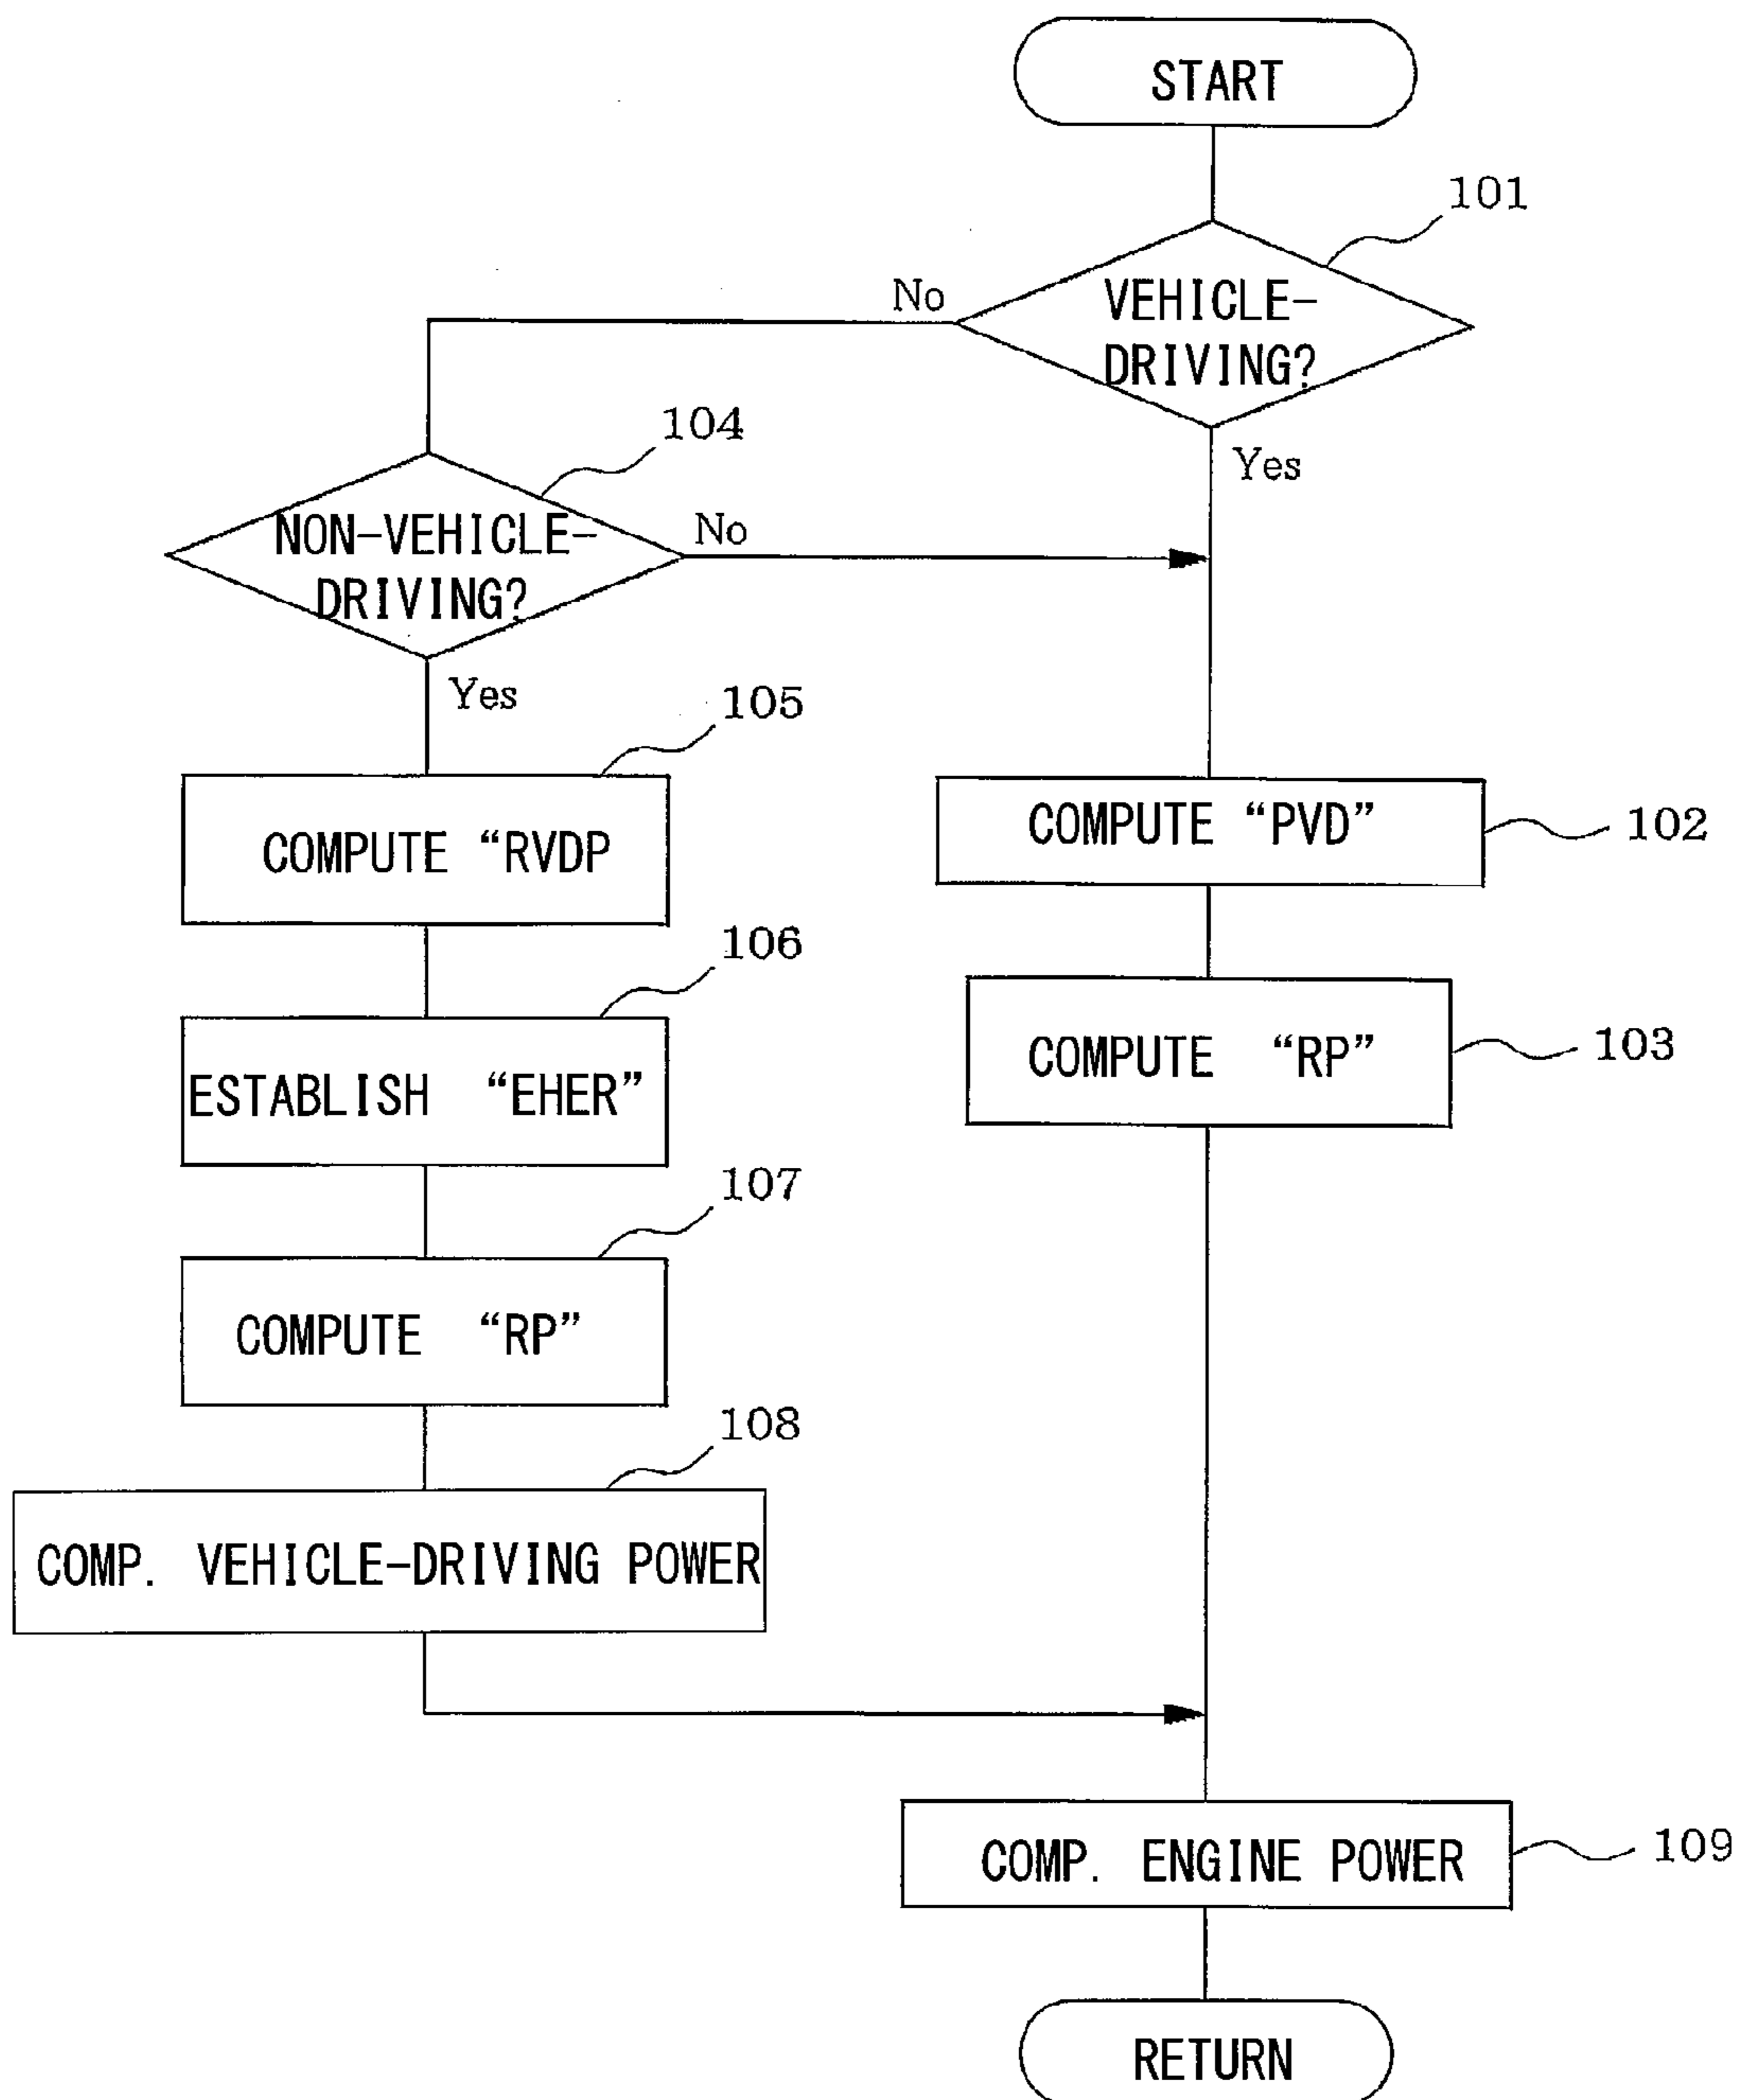 START
101
VEHICLE-
DRIVING?
No
Yes
104
NON-VEHICLE-
DRIVING?
No
Yes
105
COMPUTE “RVDP
COMPUTE “PVD”
102
106
ESTABLISH “EHER”
COMPUTE “RP”
103
107
COMPUTE “RP”
108
COMP. VEHICLE-DRIVING POWER
COMP. ENGINE POWER
109
RETURN